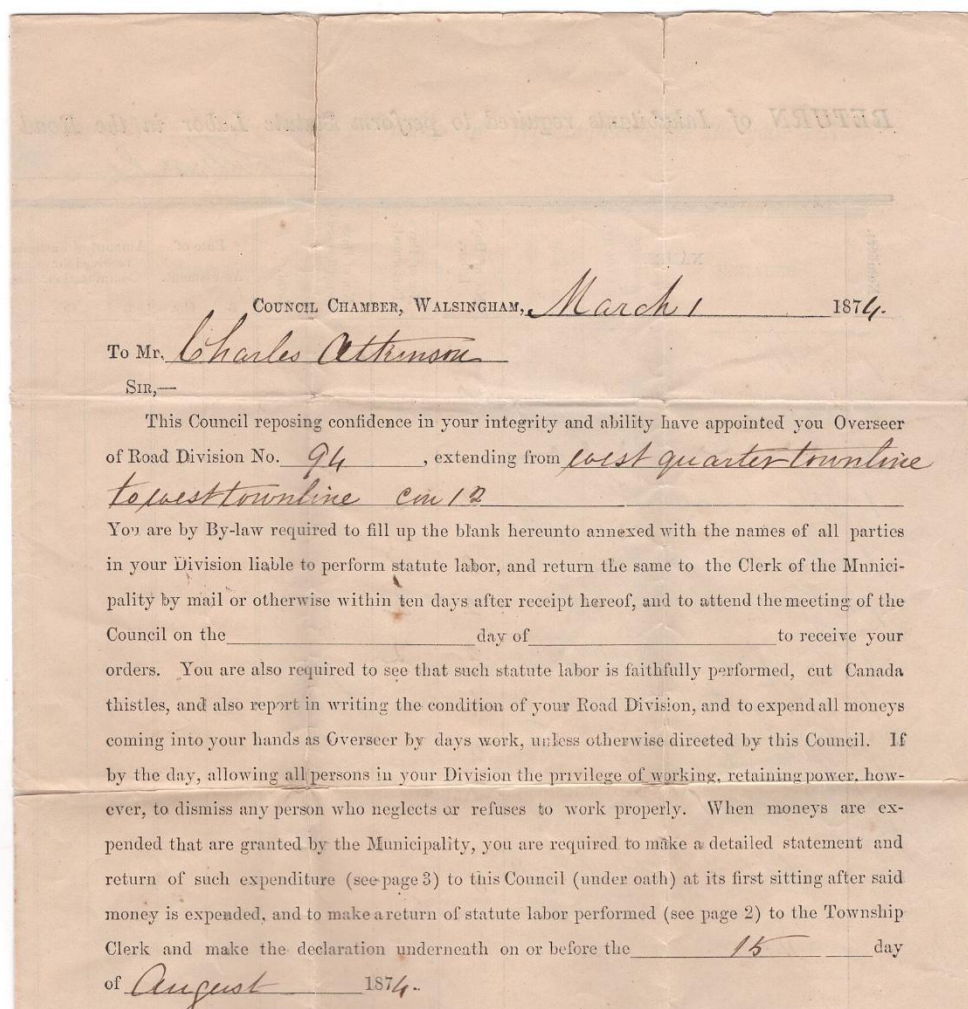 RETURN of Inhabitants required to perform Statute Labor in the Road
COUNCIL CHAMBER, WALSINGHAM, March 1 1874.
To Mr. Charles Atkinson
SIR,—
This Council reposing confidence in your integrity and ability have appointed you Overseer
of Road Division No. 94, extending from west quarter townline
to west townline con 12
You are by By-law required to fill up the blank hereunto annexed with the names of all parties
in your Division liable to perform statute labor, and return the same to the Clerk of the Munici-
pality by mail or otherwise within ten days after receipt hereof, and to attend the meeting of the
Council on the day of to receive your
orders. You are also required to see that such statute labor is faithfully performed, cut Canada
thistles, and also report in writing the condition of your Road Division, and to expend all moneys
coming into your hands as Overseer by days work, unless otherwise directed by this Council. If
by the day, allowing all persons in your Division the privilege of working, retaining power, how-
ever, to dismiss any person who neglects or refuses to work properly. When moneys are ex-
pended that are granted by the Municipality, you are required to make a detailed statement and
return of such expenditure (see page 3) to this Council (under oath) at its first sitting after said
money is expended, and to make a return of statute labor performed (see page 2) to the Township
Clerk and make the declaration underneath on or before the 15 day
of August 1874.